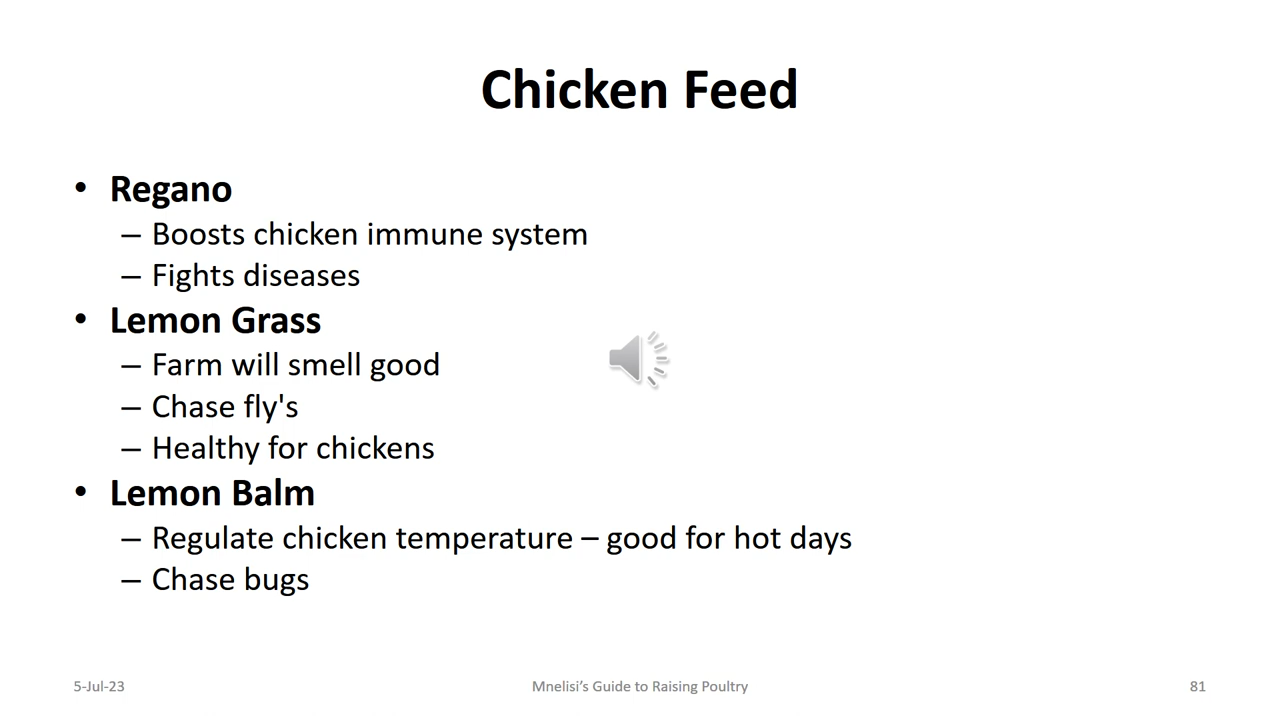 Chicken Feed
• Regano
– Boosts chicken immune system
– Fights diseases
• Lemon Grass
– Farm will smell good
– Chase fly's
– Healthy for chickens
• Lemon Balm
– Regulate chicken temperature – good for hot days
– Chase bugs
5-Jul-23
Mnelisi’s Guide to Raising Poultry
81